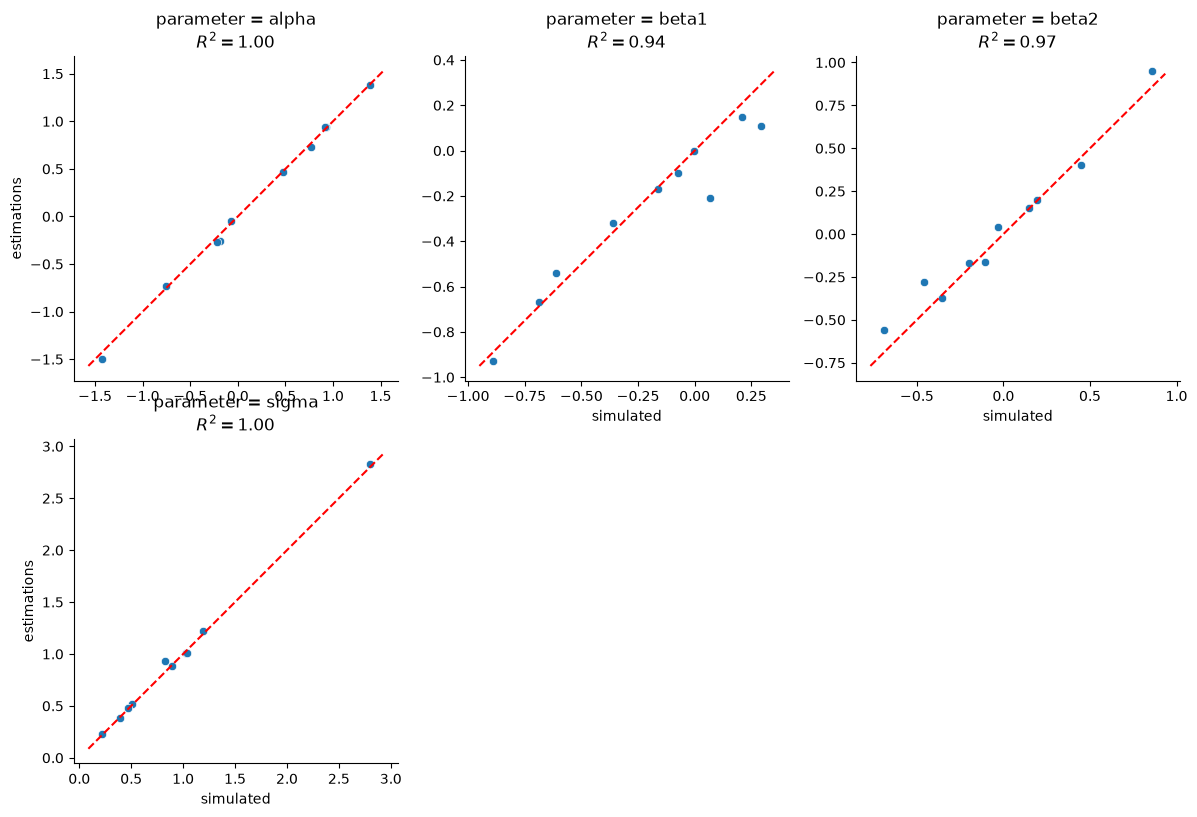 parameter = alpha
R² = 1.00
parameter = beta1
R² = 0.94
parameter = beta2
R² = 0.97
1.5
1.0
0.5
0.0
−0.5
−1.0
−1.5
estimations
−1.5 −1.0 −0.5 0.0 0.5 1.0 1.5
0.4
0.2
0.0
−0.2
−0.4
−0.6
−0.8
−1.0
−1.00 −0.75 −0.50 −0.25 0.00 0.25
simulated
1.00
0.75
0.50
0.25
0.00
−0.25
−0.50
−0.75
−0.5 0.0 0.5 1.0
simulated
parameter = sigma
R² = 1.00
3.0
2.5
2.0
1.5
1.0
0.5
0.0
estimations
0.0 0.5 1.0 1.5 2.0 2.5 3.0
simulated